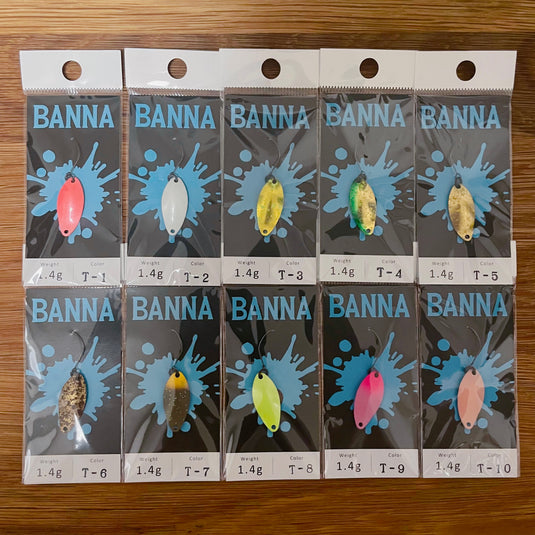 BANNA BANNA BANNA BANNA BANNA
Weight Color Weight Color Weight Color Weight Color Weight Color
1.4g T-1 1.4g T-2 1.4g T-3 1.4g T-4 1.4g T-5
BANNA BANNA BANNA BANNA BANNA
Weight Color Weight Color Weight Color Weight Color Weight Color
1.4g T-6 1.4g T-7 1.4g T-8 1.4g T-9 1.4g T-10